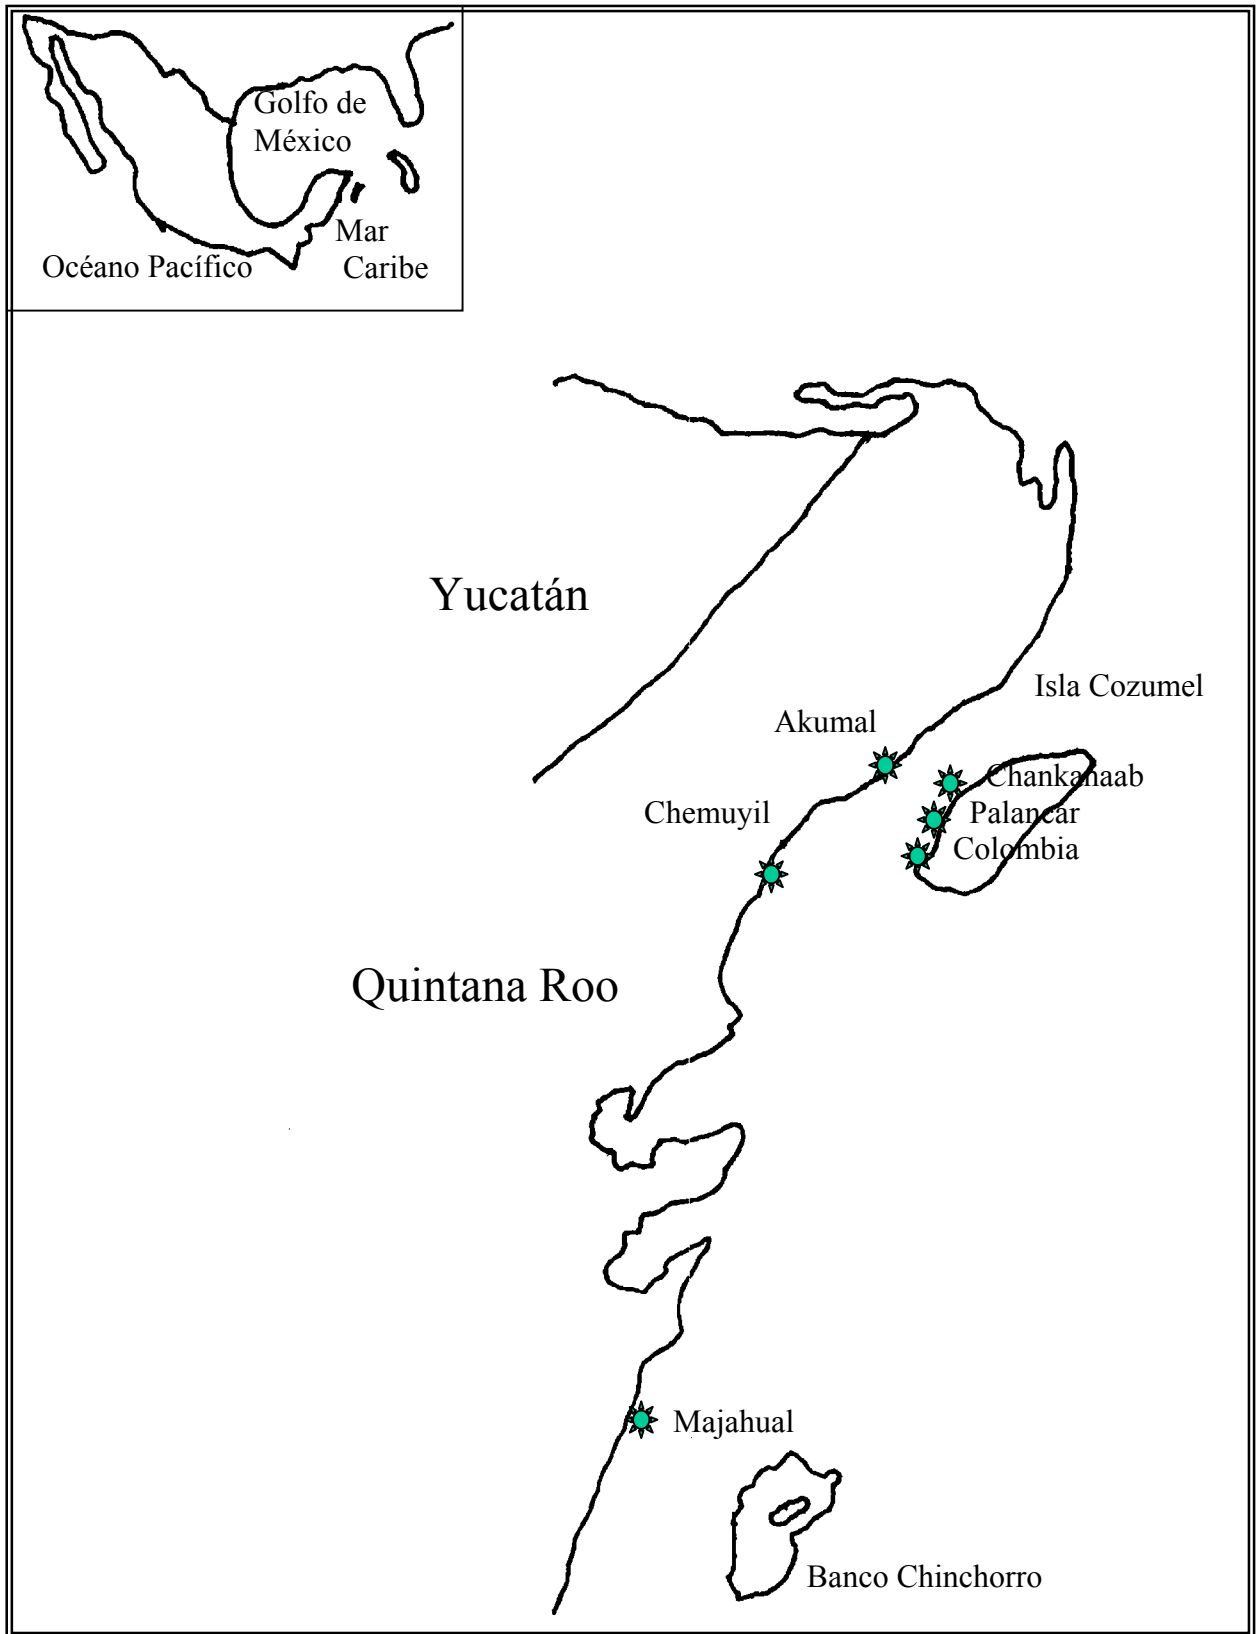 Golfo de
México
Mar
Caribe
Océano Pacífico
Yucatán
Isla Cozumel
Akumal
Chankanaab
Chemuyil
Palancar
Colombia
Quintana Roo
Majahual
Banco Chinchorro